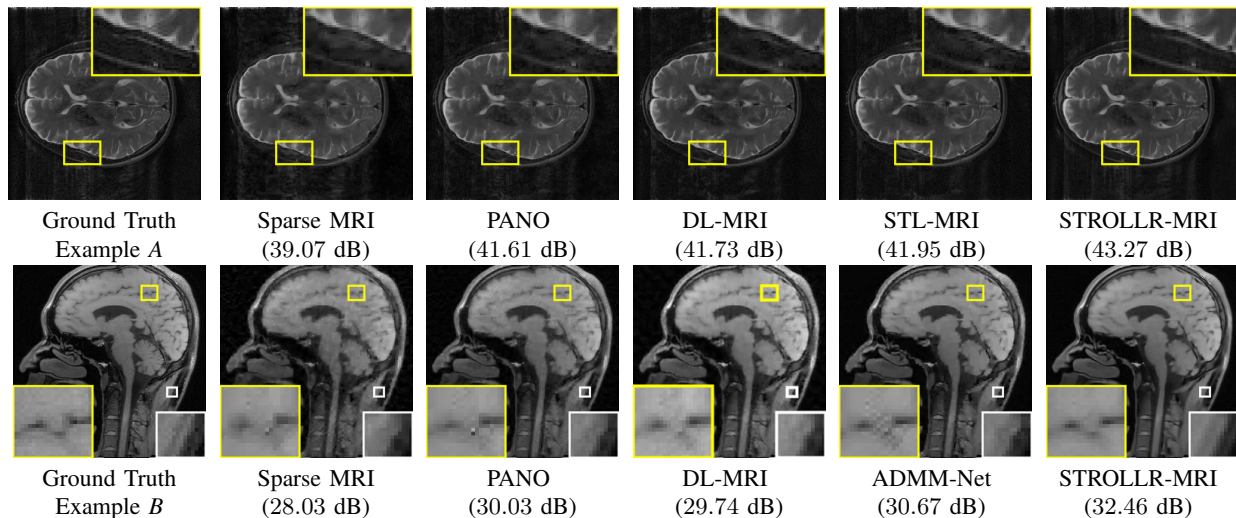 Ground Truth Sparse MRI PANO DL-MRI STL-MRI STROLLR-MRI
Example A (39.07 dB) (41.61 dB) (41.73 dB) (41.95 dB) (43.27 dB)
Ground Truth Sparse MRI PANO DL-MRI ADMM-Net STROLLR-MRI
Example B (28.03 dB) (30.03 dB) (29.74 dB) (30.67 dB) (32.46 dB)